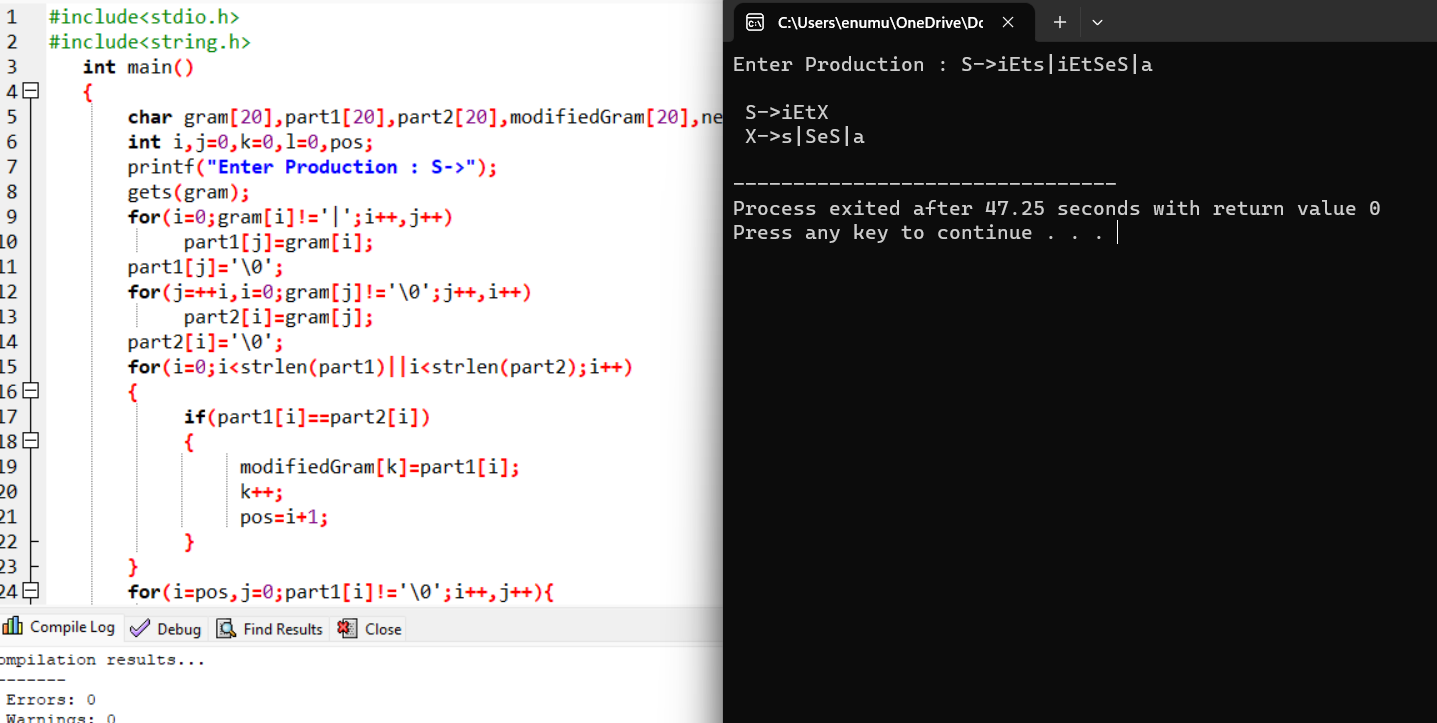 1 #include<stdio.h>
2 #include<string.h>
3 int main()
4 {
5 char gram[20],part1[20],part2[20],modifiedGram[20],ne
6 int i,j=0,k=0,l=0,pos;
7 printf("Enter Production : S->");
8 gets(gram);
9 for(i=0;gram[i]!='|';i++,j++)
10 part1[j]=gram[i];
11 part1[j]='\0';
12 for(j=++i,i=0;gram[j]!='\0';j++,i++)
13 part2[i]=gram[j];
14 part2[i]='\0';
15 for(i=0;i<strlen(part1)||i<strlen(part2);i++)
16 {
17 if(part1[i]==part2[i])
18 {
19 modifiedGram[k]=part1[i];
20 k++;
21 pos=i+1;
22 }
23 }
24 for(i=pos,j=0;part1[i]!='\0';i++,j++){
Compile Log Debug Find Results Close
ompilation results...
-------
Errors: 0
Warnings: 0
C:\Users\enumu\OneDrive\Dc
Enter Production : S->iEts|iEtSeS|a
S->iEtX
X->s|SeS|a
--------------------------------
Process exited after 47.25 seconds with return value 0
Press any key to continue . . .